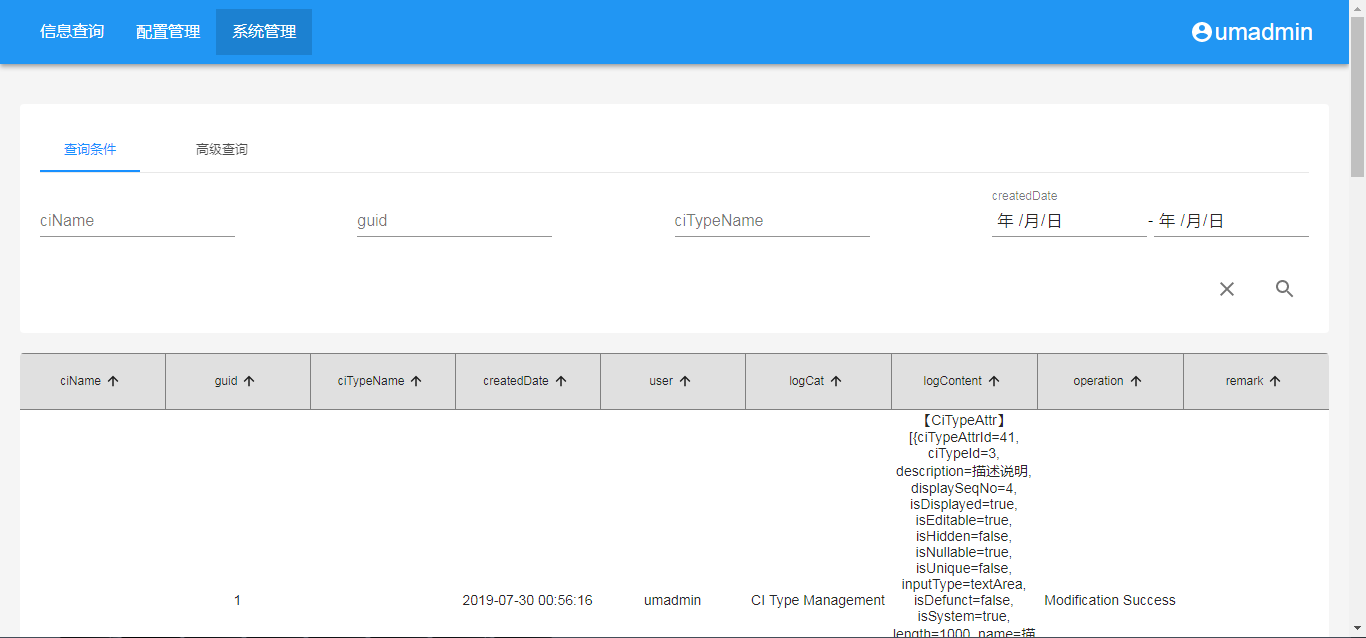 信息查询 配置管理 系统管理 umadmin
查询条件 高级查询
createdDate
ciName guid ciTypeName 年 /月/日 - 年 /月/日
ciName guid ciTypeName createdDate user logCat logContent operation remark
【CiTypeAttr】
[{ciTypeAttrId=41,
ciTypeId=3,
description=描述说明,
displaySeqNo=4,
isDisplayed=true,
isEditable=true,
isHidden=false,
isNullable=true,
isUnique=false,
inputType=textArea,
1 2019-07-30 00:56:16 umadmin CI Type Management isDefunct=false, Modification Success
isSystem=true,
length=1000, name=描